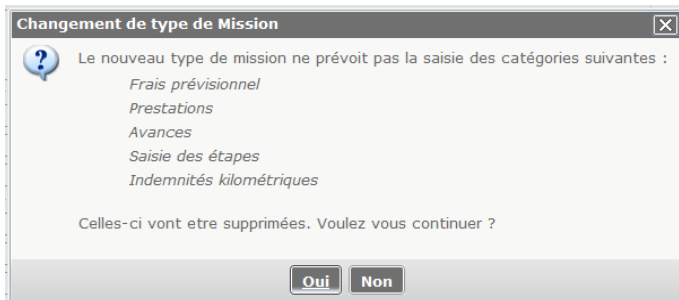 Changement de type de Mission
Le nouveau type de mission ne prévoit pas la saisie des catégories suivantes :
Frais prévisionnel
Prestations
Avances
Saisie des étapes
Indemnités kilométriques
Celles-ci vont etre supprimées. Voulez vous continuer ?
Oui Non